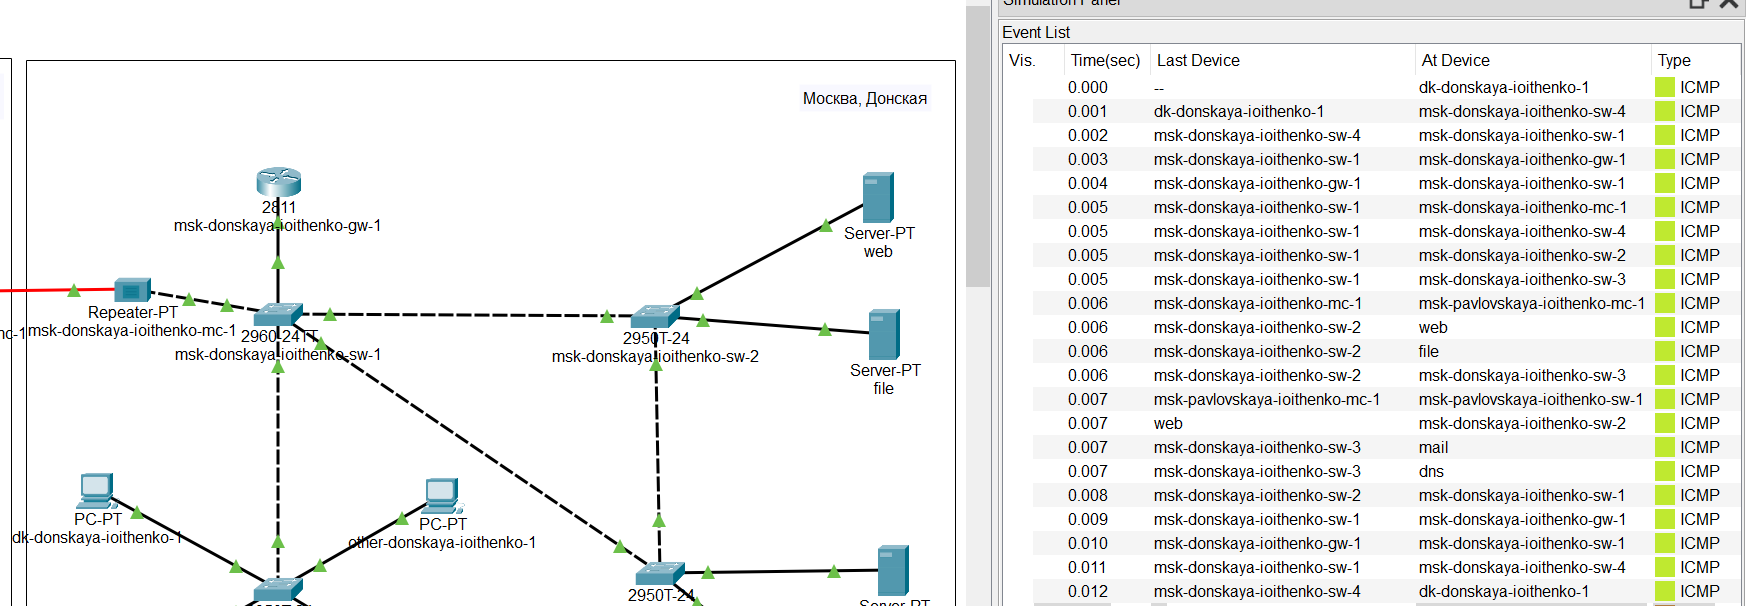 Simulation Panel
Event List
Vis. Time(sec) Last Device At Device Type
0.000 -- dk-donskaya-ioithenko-1 ICMP
0.001 dk-donskaya-ioithenko-1 msk-donskaya-ioithenko-sw-4 ICMP
0.002 msk-donskaya-ioithenko-sw-4 msk-donskaya-ioithenko-sw-1 ICMP
0.003 msk-donskaya-ioithenko-sw-1 msk-donskaya-ioithenko-gw-1 ICMP
0.004 msk-donskaya-ioithenko-gw-1 msk-donskaya-ioithenko-sw-1 ICMP
0.005 msk-donskaya-ioithenko-sw-1 msk-donskaya-ioithenko-mc-1 ICMP
0.005 msk-donskaya-ioithenko-sw-1 msk-donskaya-ioithenko-sw-4 ICMP
0.005 msk-donskaya-ioithenko-sw-1 msk-donskaya-ioithenko-sw-2 ICMP
0.005 msk-donskaya-ioithenko-sw-1 msk-donskaya-ioithenko-sw-3 ICMP
0.006 msk-donskaya-ioithenko-mc-1 msk-pavlovskaya-ioithenko-mc-1 ICMP
0.006 msk-donskaya-ioithenko-sw-2 web ICMP
0.006 msk-donskaya-ioithenko-sw-2 file ICMP
0.006 msk-donskaya-ioithenko-sw-2 msk-donskaya-ioithenko-sw-3 ICMP
0.007 msk-pavlovskaya-ioithenko-mc-1 msk-pavlovskaya-ioithenko-sw-1 ICMP
0.007 web msk-donskaya-ioithenko-sw-2 ICMP
0.007 msk-donskaya-ioithenko-sw-3 mail ICMP
0.007 msk-donskaya-ioithenko-sw-3 dns ICMP
0.008 msk-donskaya-ioithenko-sw-2 msk-donskaya-ioithenko-sw-1 ICMP
0.009 msk-donskaya-ioithenko-sw-1 msk-donskaya-ioithenko-gw-1 ICMP
0.010 msk-donskaya-ioithenko-gw-1 msk-donskaya-ioithenko-sw-1 ICMP
0.011 msk-donskaya-ioithenko-sw-1 msk-donskaya-ioithenko-sw-4 ICMP
0.012 msk-donskaya-ioithenko-sw-4 dk-donskaya-ioithenko-1 ICMP
Москва, Донская
2811
msk-donskaya-ioithenko-gw-1
Server-PT
web
Repeater-PT
nc-1
msk-donskaya-ioithenko-mc-1
2960-24TT
msk-donskaya-ioithenko-sw-1
2950T-24
msk-donskaya-ioithenko-sw-2
Server-PT
file
PC-PT
dk-donskaya-ioithenko-1
PC-PT
other-donskaya-ioithenko-1
2950T-24
Server-PT